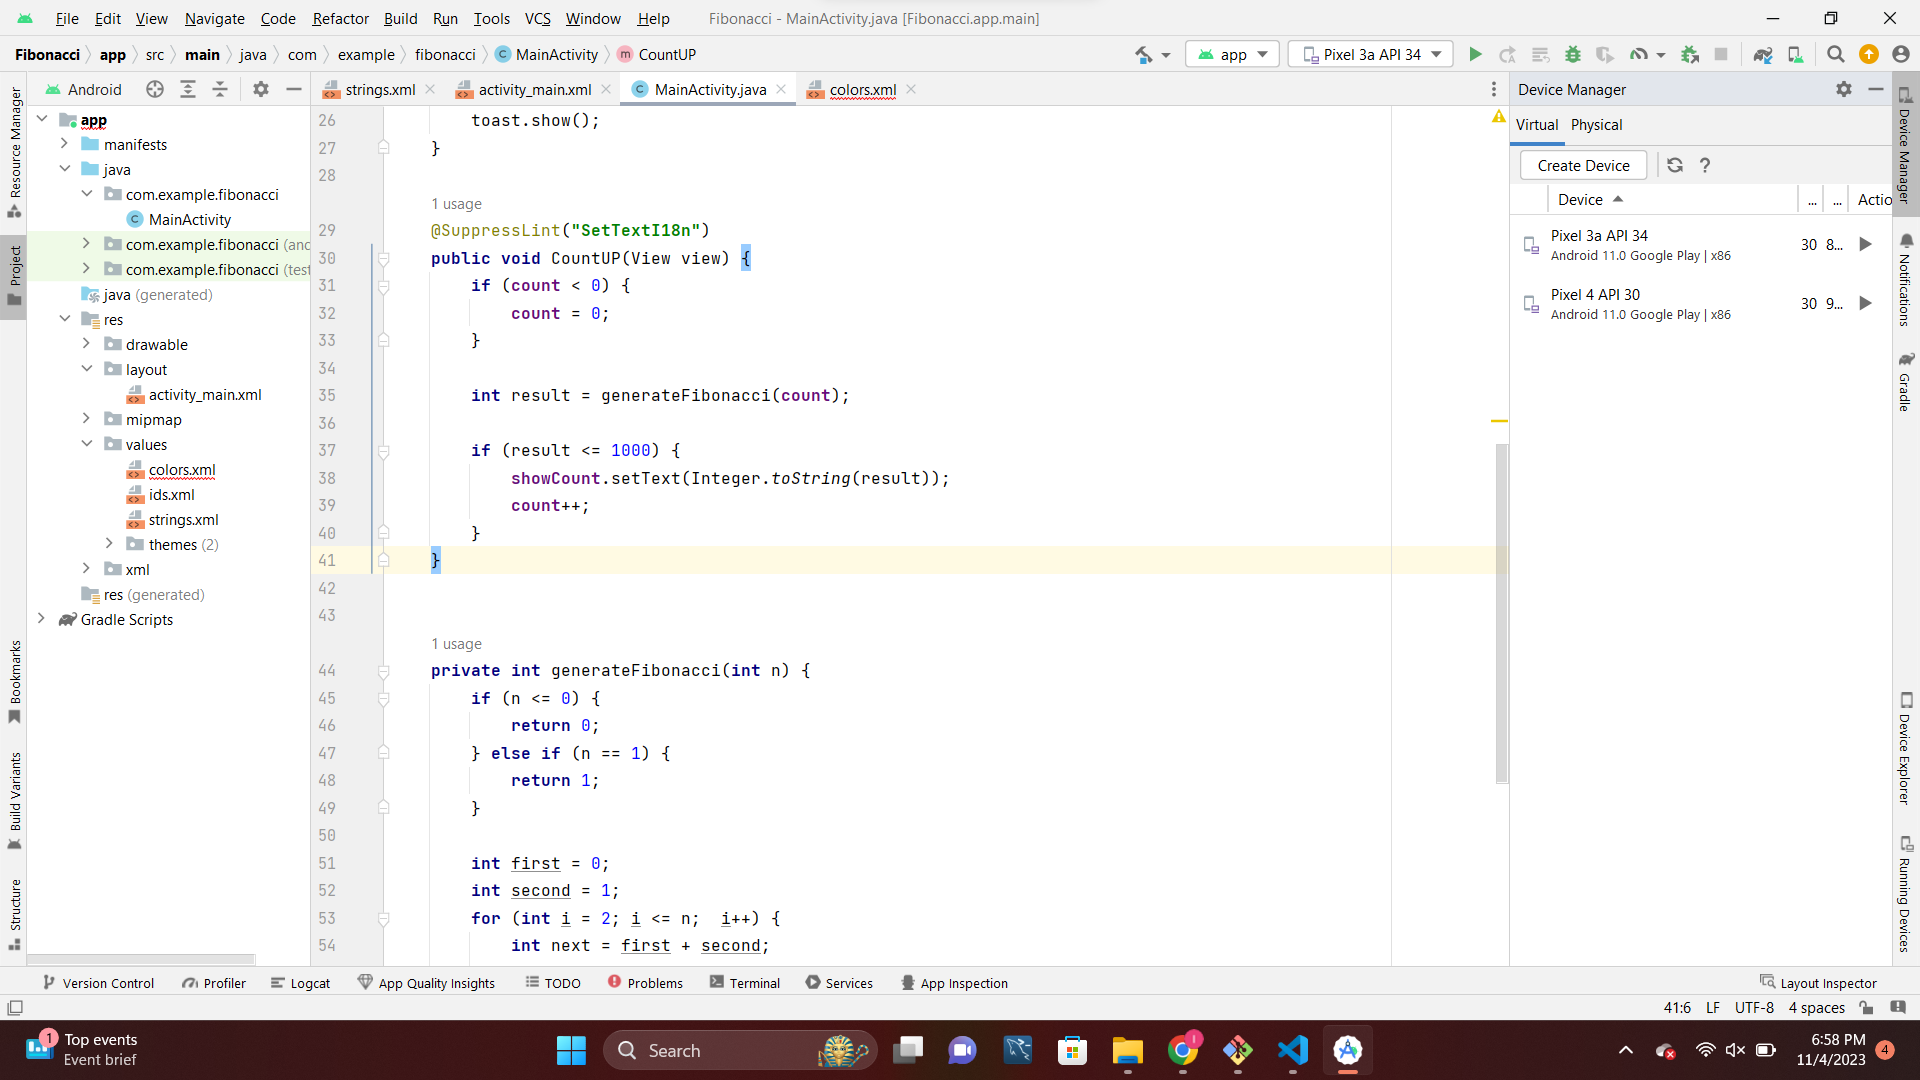 File Edit View Navigate Code Refactor Build Run Tools VCS Window Help Fibonacci - MainActivity.java [Fibonacci.app.main]
Fibonacci app src main java com example fibonacci MainActivity CountUP
app Pixel 3a API 34
Android
strings.xml activity_main.xml MainActivity.java colors.xml
Device Manager
Resource Manager
Project
Bookmarks
Build Variants
Structure
app
manifests
java
com.example.fibonacci
MainActivity
com.example.fibonacci (and
com.example.fibonacci (test
java (generated)
res
drawable
layout
activity_main.xml
mipmap
values
colors.xml
ids.xml
strings.xml
themes (2)
xml
res (generated)
Gradle Scripts
26 toast.show();
27 }
28
1 usage
29 @SuppressLint("SetTextI18n")
30 public void CountUP(View view) {
31 if (count < 0) {
32 count = 0;
33 }
34
35 int result = generateFibonacci(count);
36
37 if (result <= 1000) {
38 showCount.setText(Integer.toString(result));
39 count++;
40 }
41 }
42
43
1 usage
44 private int generateFibonacci(int n) {
45 if (n <= 0) {
46 return 0;
47 } else if (n == 1) {
48 return 1;
49 }
50
51 int first = 0;
52 int second = 1;
53 for (int i = 2; i <= n; i++) {
54 int next = first + second;
Virtual Physical
Create Device ?
Device ... ... Actio
Pixel 3a API 34
Android 11.0 Google Play | x86
30 8...
Pixel 4 API 30
Android 11.0 Google Play | x86
30 9...
Device Manager
Notifications
Gradle
Device Explorer
Running Devices
Version Control Profiler Logcat App Quality Insights TODO Problems Terminal Services App Inspection Layout Inspector
41:6 LF UTF-8 4 spaces
1
Top events
Event brief
Search
6:58 PM
11/4/2023
4